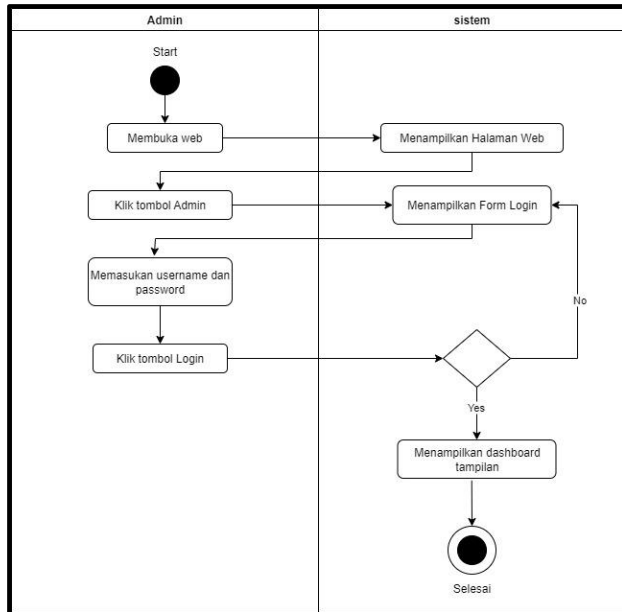 Admin
sistem
Start
Membuka web
Menampilkan Halaman Web
Klik tombol Admin
Menampilkan Form Login
Memasukan username dan
password
No
Klik tombol Login
Yes
Menampilkan dashboard
tampilan
Selesai